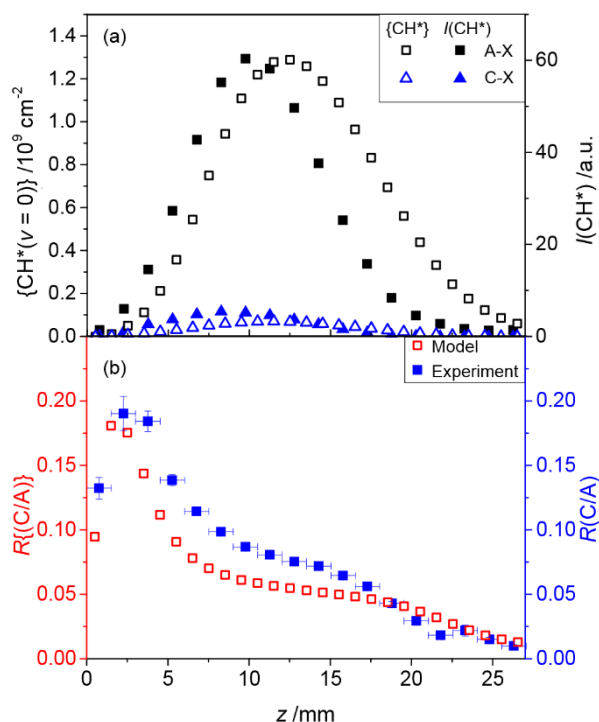 (a)
{CH*} I(CH*)
A-X
C-X
1.4
1.2
1.0
0.8
0.6
0.4
0.2
0.0
{CH*(v = 0)} /10⁹ cm⁻²
60
40
20
0
I(CH*) /a.u.
(b)
Model
Experiment
0.20
0.15
0.10
0.05
0.00
R{(C/A)}
0.20
0.15
0.10
0.05
0.00
R(C/A)
0 5 10 15 20 25
z /mm